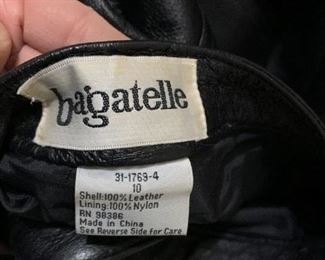 bagatelle
31-1769-4
10
Shell:100% Leather
Lining:100% Nylon
RN 98386
Made in China
See Reverse Side for Care